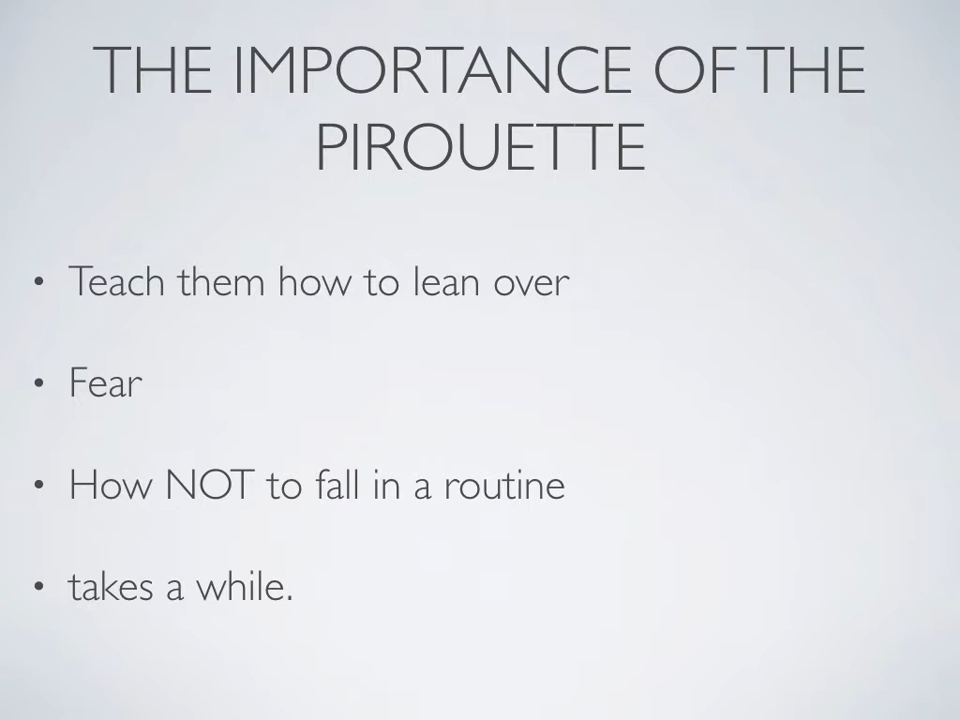 THE IMPORTANCE OF THE
PIROUETTE
• Teach them how to lean over
• Fear
• How NOT to fall in a routine
• takes a while.